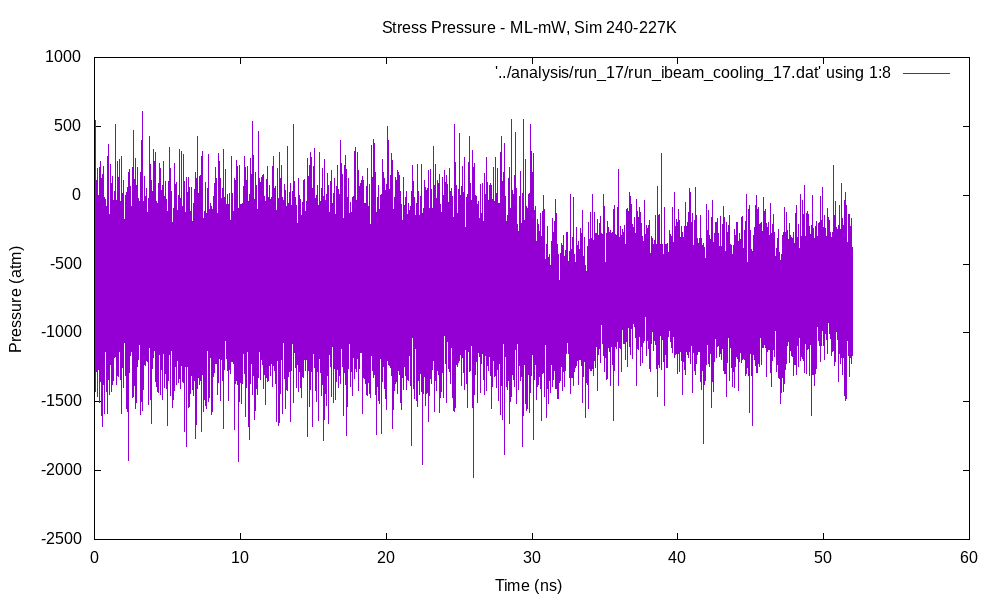 Stress Pressure - ML-mW, Sim 240-227K
'../analysis/run_17/run_ibeam_cooling_17.dat' using 1:8
Pressure (atm)
1000
500
0
-500
-1000
-1500
-2000
-2500
0 10 20 30 40 50 60
Time (ns)